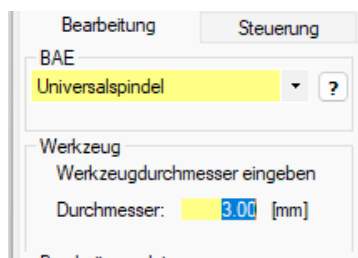 Bearbeitung Steuerung
BAE
Universalspindel ?
Werkzeug
Werkzeugdurchmesser eingeben
Durchmesser: 3.00 [mm]